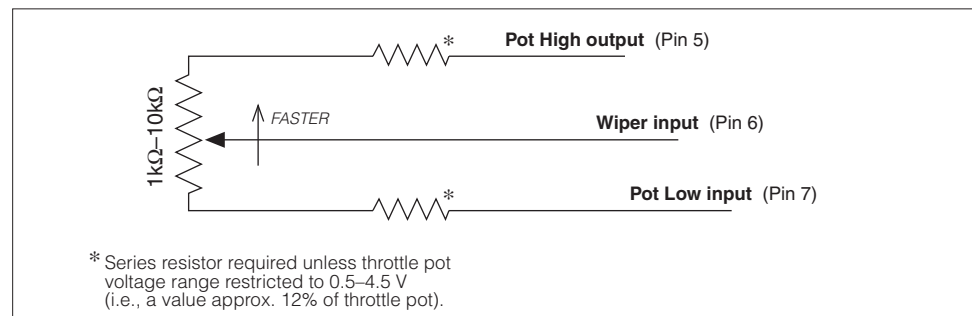 * Pot High output (Pin 5)
1kΩ–10kΩ
FASTER
Wiper input (Pin 6)
* Pot Low input (Pin 7)
* Series resistor required unless throttle pot
voltage range restricted to 0.5–4.5 V
(i.e., a value approx. 12% of throttle pot).